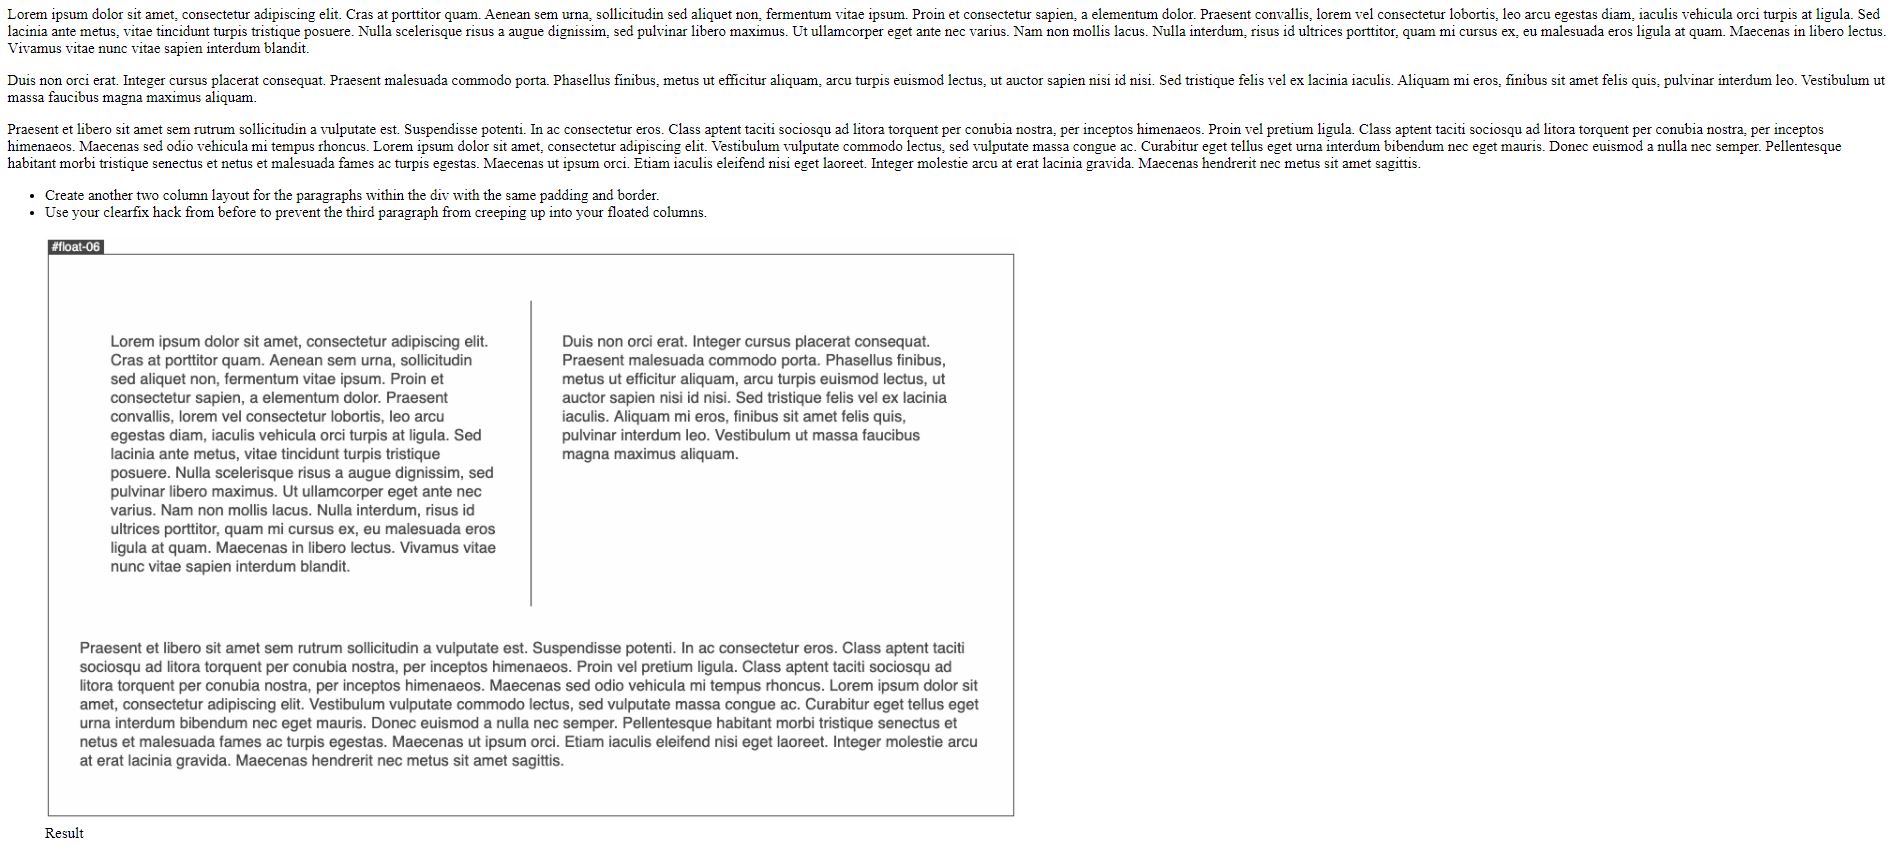 Lorem ipsum dolor sit amet, consectetur adipiscing elit. Cras at porttitor quam. Aenean sem urna, sollicitudin sed aliquet non, fermentum vitae ipsum. Proin et consectetur sapien, a elementum dolor. Praesent convallis, lorem vel consectetur lobortis, leo arcu egestas diam, iaculis vehicula orci turpis at ligula. Sed
lacinia ante metus, vitae tincidunt turpis tristique posuere. Nulla scelerisque risus a augue dignissim, sed pulvinar libero maximus. Ut ullamcorper eget ante nec varius. Nam non mollis lacus. Nulla interdum, risus id ultrices porttitor, quam mi cursus ex, eu malesuada eros ligula at quam. Maecenas in libero lectus.
Vivamus vitae nunc vitae sapien interdum blandit.
Duis non orci erat. Integer cursus placerat consequat. Praesent malesuada commodo porta. Phasellus finibus, metus ut efficitur aliquam, arcu turpis euismod lectus, ut auctor sapien nisi id nisi. Sed tristique felis vel ex lacinia iaculis. Aliquam mi eros, finibus sit amet felis quis, pulvinar interdum leo. Vestibulum ut
massa faucibus magna maximus aliquam.
Praesent et libero sit amet sem rutrum sollicitudin a vulputate est. Suspendisse potenti. In ac consectetur eros. Class aptent taciti sociosqu ad litora torquent per conubia nostra, per inceptos himenaeos. Proin vel pretium ligula. Class aptent taciti sociosqu ad litora torquent per conubia nostra, per inceptos
himenaeos. Maecenas sed odio vehicula mi tempus rhoncus. Lorem ipsum dolor sit amet, consectetur adipiscing elit. Vestibulum vulputate commodo lectus, sed vulputate massa congue ac. Curabitur eget tellus eget urna interdum bibendum nec eget mauris. Donec euismod a nulla nec semper. Pellentesque
habitant morbi tristique senectus et netus et malesuada fames ac turpis egestas. Maecenas ut ipsum orci. Etiam iaculis eleifend nisi eget laoreet. Integer molestie arcu at erat lacinia gravida. Maecenas hendrerit nec metus sit amet sagittis.
• Create another two column layout for the paragraphs within the div with the same padding and border.
• Use your clearfix hack from before to prevent the third paragraph from creeping up into your floated columns.
#float-06
Lorem ipsum dolor sit amet, consectetur adipiscing elit.
Cras at porttitor quam. Aenean sem urna, sollicitudin
sed aliquet non, fermentum vitae ipsum. Proin et
consectetur sapien, a elementum dolor. Praesent
convallis, lorem vel consectetur lobortis, leo arcu
egestas diam, iaculis vehicula orci turpis at ligula. Sed
lacinia ante metus, vitae tincidunt turpis tristique
posuere. Nulla scelerisque risus a augue dignissim, sed
pulvinar libero maximus. Ut ullamcorper eget ante nec
varius. Nam non mollis lacus. Nulla interdum, risus id
ultrices porttitor, quam mi cursus ex, eu malesuada eros
ligula at quam. Maecenas in libero lectus. Vivamus vitae
nunc vitae sapien interdum blandit.
Duis non orci erat. Integer cursus placerat consequat.
Praesent malesuada commodo porta. Phasellus finibus,
metus ut efficitur aliquam, arcu turpis euismod lectus, ut
auctor sapien nisi id nisi. Sed tristique felis vel ex lacinia
iaculis. Aliquam mi eros, finibus sit amet felis quis,
pulvinar interdum leo. Vestibulum ut massa faucibus
magna maximus aliquam.
Praesent et libero sit amet sem rutrum sollicitudin a vulputate est. Suspendisse potenti. In ac consectetur eros. Class aptent taciti
sociosqu ad litora torquent per conubia nostra, per inceptos himenaeos. Proin vel pretium ligula. Class aptent taciti sociosqu ad
litora torquent per conubia nostra, per inceptos himenaeos. Maecenas sed odio vehicula mi tempus rhoncus. Lorem ipsum dolor sit
amet, consectetur adipiscing elit. Vestibulum vulputate commodo lectus, sed vulputate massa congue ac. Curabitur eget tellus eget
urna interdum bibendum nec eget mauris. Donec euismod a nulla nec semper. Pellentesque habitant morbi tristique senectus et
netus et malesuada fames ac turpis egestas. Maecenas ut ipsum orci. Etiam iaculis eleifend nisi eget laoreet. Integer molestie arcu
at erat lacinia gravida. Maecenas hendrerit nec metus sit amet sagittis.
Result